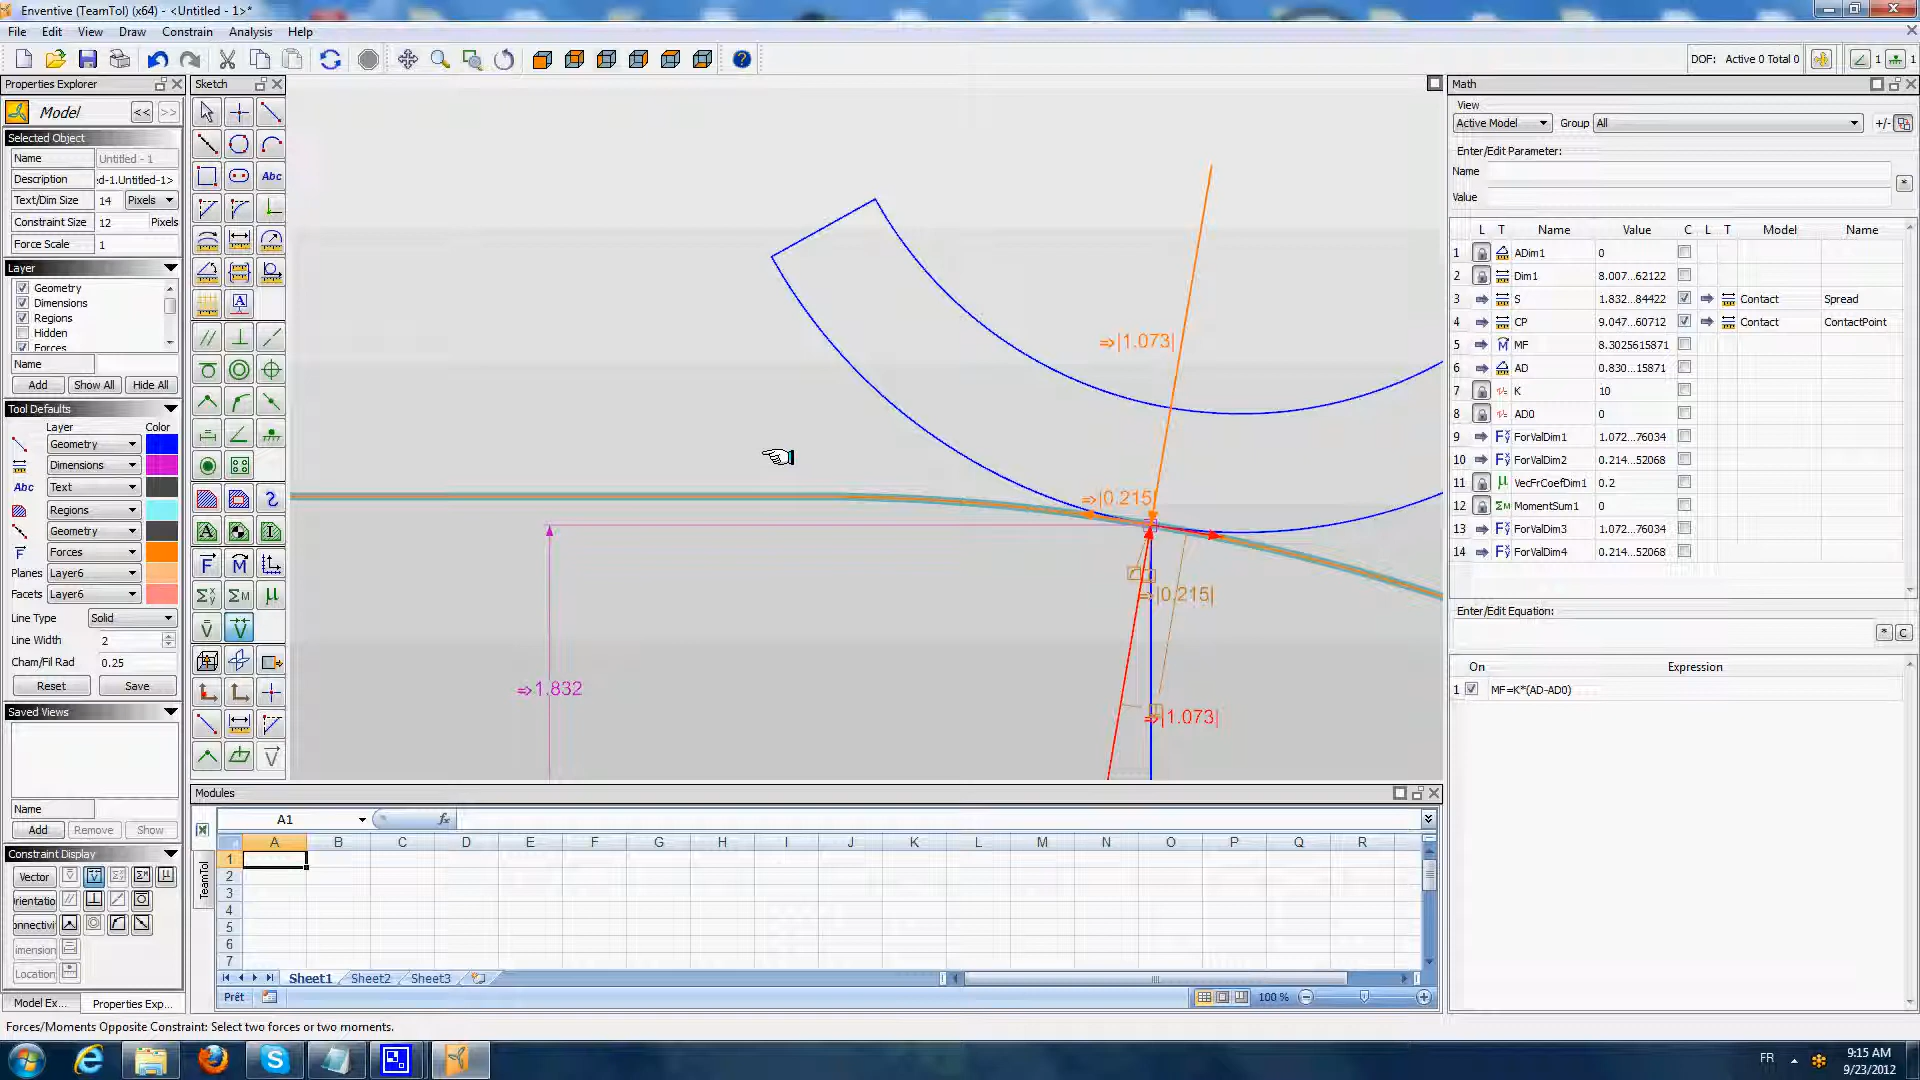 Enventive (TeamTol) (x64) - <Untitled - 1>*
File Edit View Draw Constrain Analysis Help
DOF: Active 0 Total 0
1
1
Properties Explorer
Model
<<
>>
Selected Object
Name Untitled - 1
Description :d-1.Untitled-1>
Text/Dim Size 14 Pixels
Constraint Size 12 Pixels
Force Scale 1
Layer
Geometry
Dimensions
Regions
Hidden
Forces
Name
Add Show All Hide All
Tool Defaults
Layer Color
Geometry
Dimensions
Abc Text
Regions
Geometry
F Forces
Planes Layer6
Facets Layer6
Line Type Solid
Line Width 2
Cham/Fil Rad 0.25
Reset Save
Saved Views
Name
Add Remove Show
Constraint Display
Vector
rientatio
onnectivi
imension
Location
Model Ex... Properties Exp...
Sketch
Abc
⇒|1.073|
⇒|0.215|
⇒|0.215|
⇒|1.073|
⇒1.832
Math
View
Active Model Group All +/-
Enter/Edit Parameter:
Name
Value
L T Name Value C L T Model Name
1 ADim1 0
2 Dim1 8.007...62122
3 S 1.832...84422 Contact Spread
4 CP 9.047...60712 Contact ContactPoint
5 MF 8.3025615871
6 AD 0.830...15871
7 K 10
8 AD0 0
9 ForValDim1 1.072...76034
10 ForValDim2 0.214...52068
11 VecFrCoefDim1 0.2
12 MomentSum1 0
13 ForValDim3 1.072...76034
14 ForValDim4 0.214...52068
Enter/Edit Equation:
* C
On Expression
1 MF=K*(AD-AD0)
Modules
A1 fx
A B C D E F G H I J K L M N O P Q R
1
2
3
4
5
6
7
TeamTol
Sheet1 Sheet2 Sheet3
Prêt 100 %
Forces/Moments Opposite Constraint: Select two forces or two moments.
FR
9:15 AM
9/23/2012